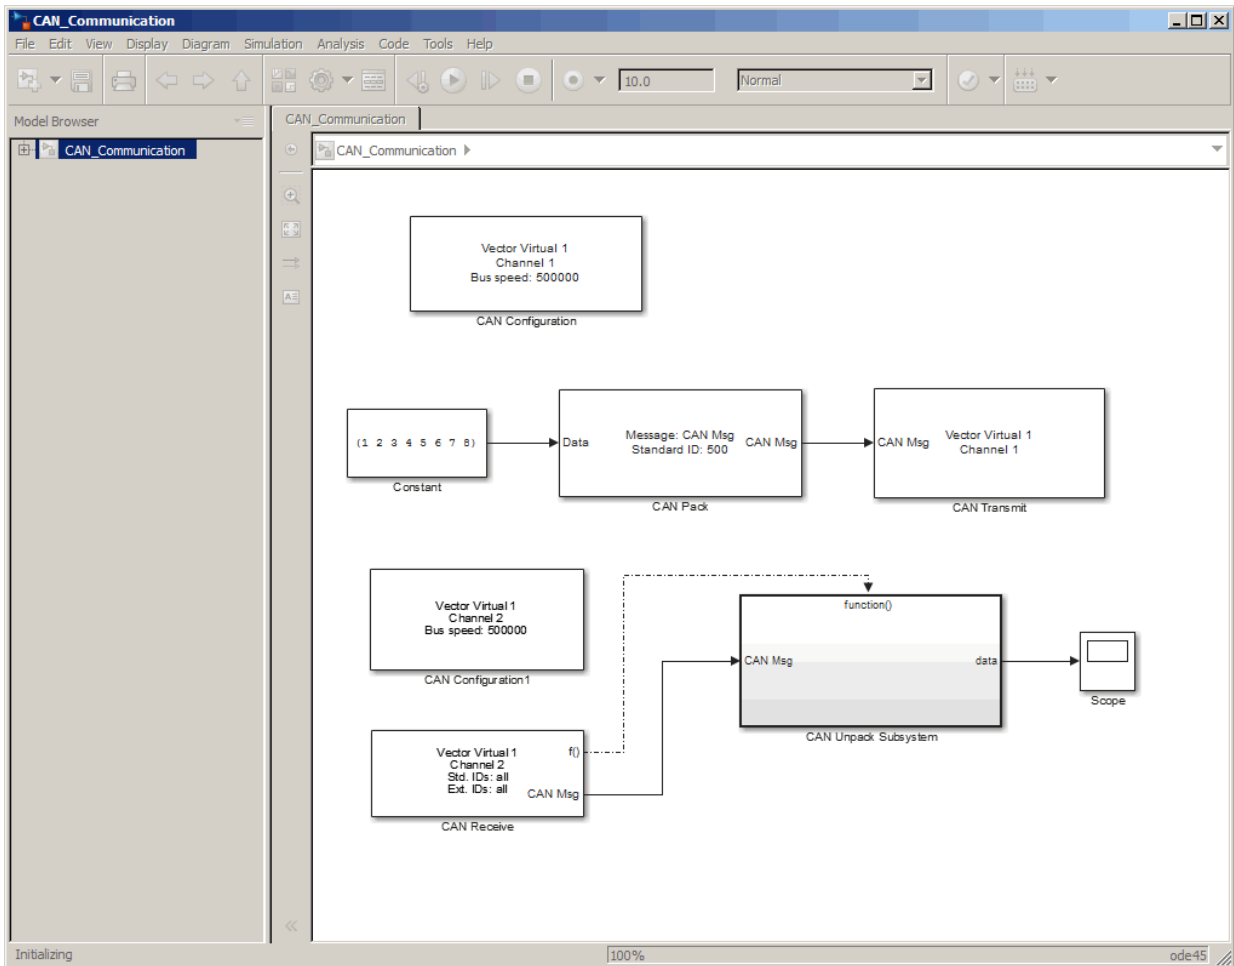 CAN_Communication
File Edit View Display Diagram Simulation Analysis Code Tools Help
10.0 Normal
Model Browser
CAN_Communication
CAN_Communication
CAN_Communication
Vector Virtual 1
Channel 1
Bus speed: 500000
CAN Configuration
(1 2 3 4 5 6 7 8)
Constant
Data
Message: CAN Msg
Standard ID: 500
CAN Msg
CAN Pack
CAN Msg
Vector Virtual 1
Channel 1
CAN Transmit
Vector Virtual 1
Channel 2
Bus speed: 500000
CAN Configuration1
function()
CAN Msg
data
CAN Unpack Subsystem
Scope
Vector Virtual 1
Channel 2
Std. IDs: all
Ext. IDs: all
f()
CAN Msg
CAN Receive
Initializing 100% ode45